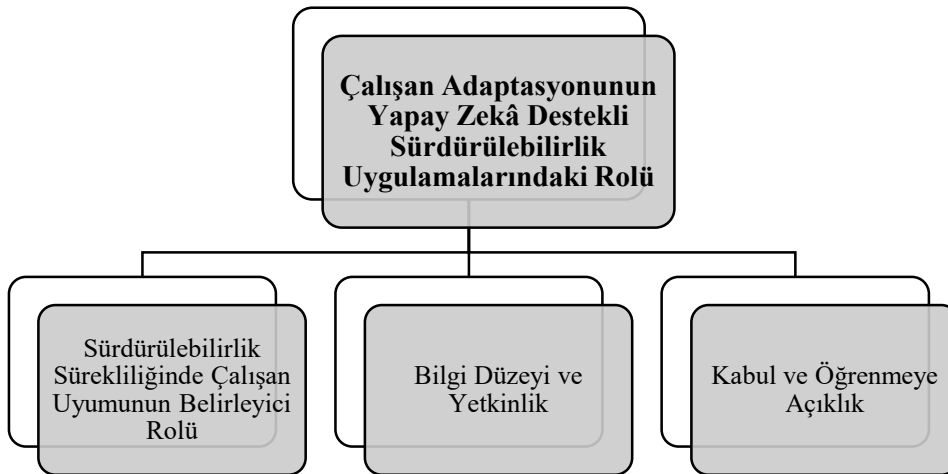 Çalışan Adaptasyonunun
Yapay Zekâ Destekli
Sürdürülebilirlik
Uygulamalarındaki Rolü
Sürdürülebilirlik
Sürekliliğinde Çalışan
Uyumunun Belirleyici
Rolü
Bilgi Düzeyi ve
Yetkinlik
Kabul ve Öğrenmeye
Açıklık